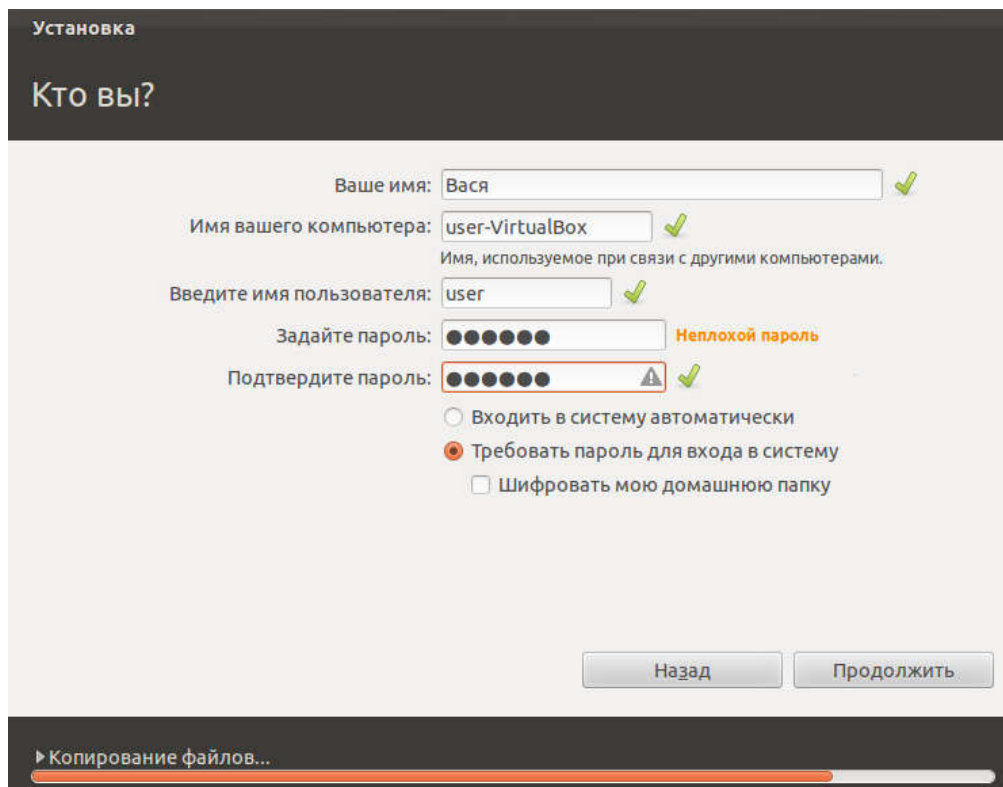 Установка
Кто вы?
Ваше имя: Вася
Имя вашего компьютера: user-VirtualBox
Имя, используемое при связи с другими компьютерами.
Введите имя пользователя: user
Задайте пароль: ●●●●●● Неплохой пароль
Подтвердите пароль: ●●●●●●
Входить в систему автоматически
Требовать пароль для входа в систему
Шифровать мою домашнюю папку
Назад Продолжить
Копирование файлов...